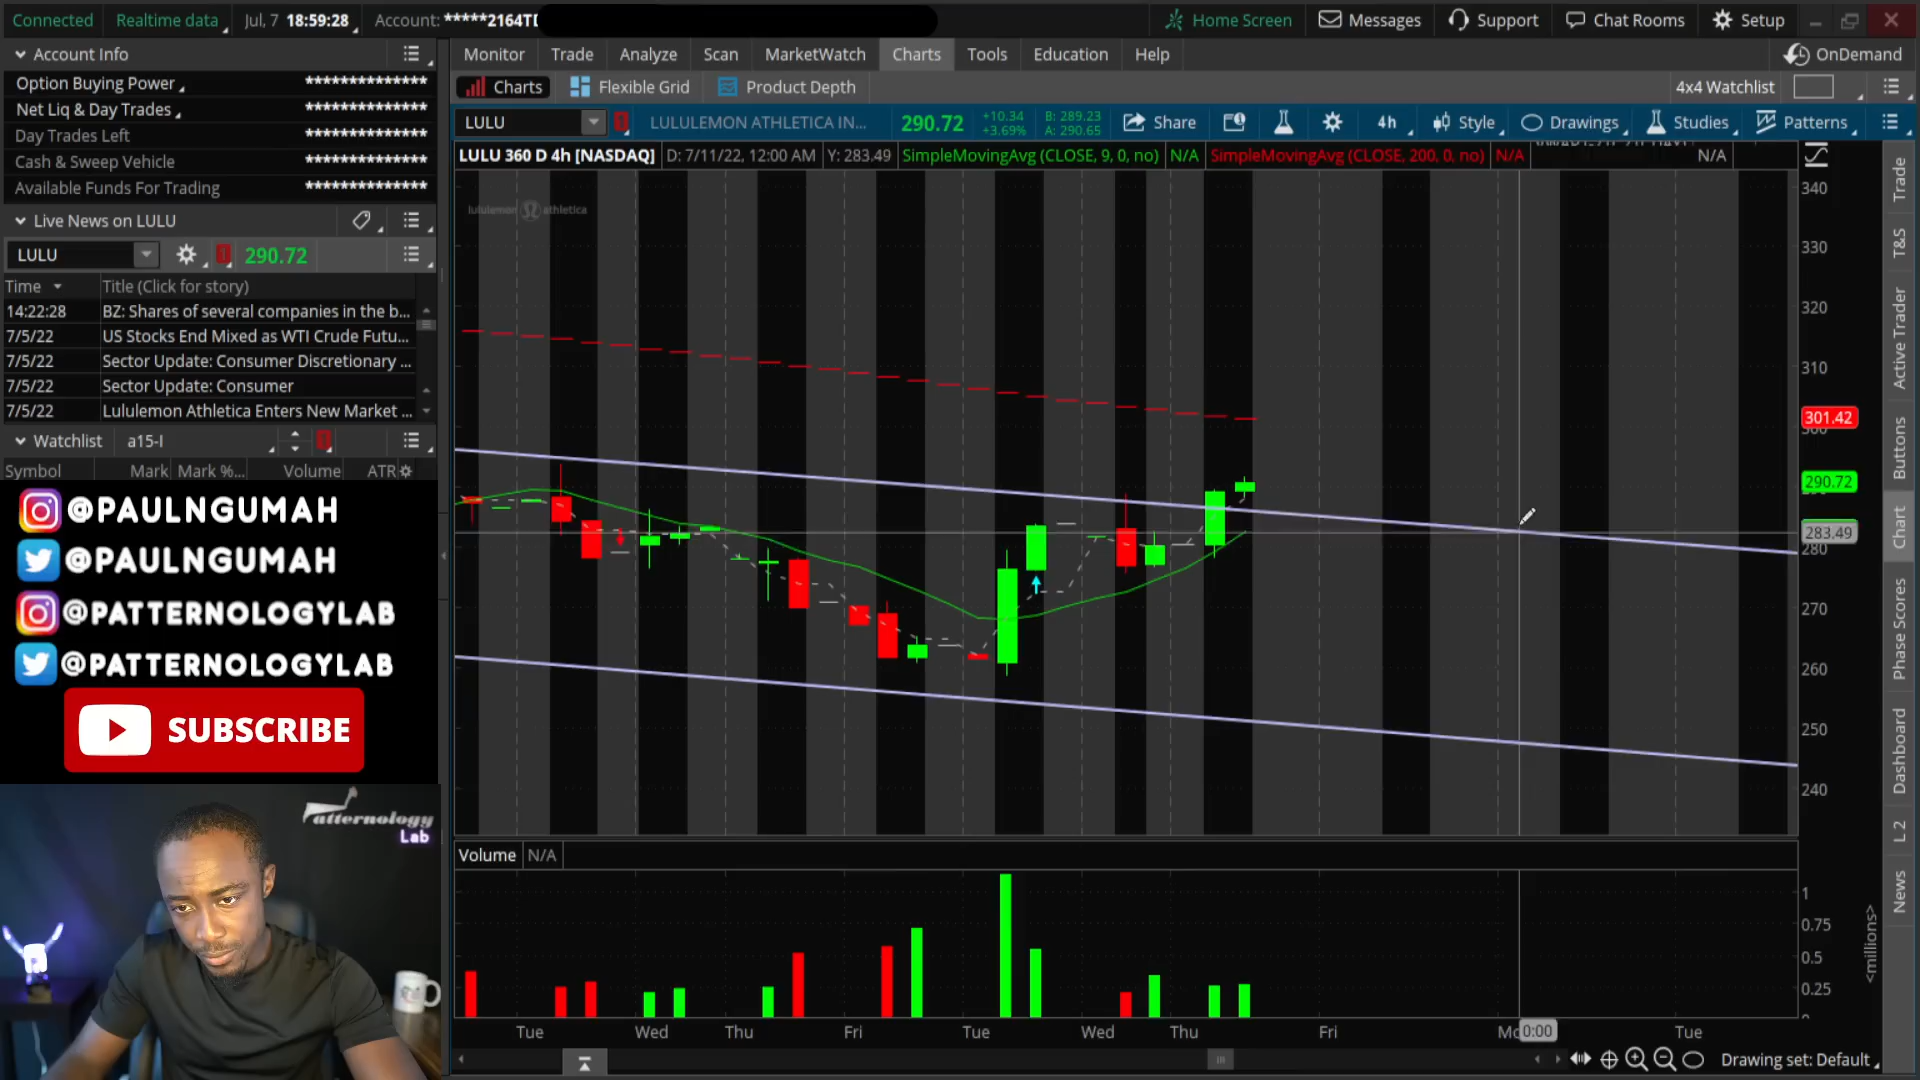 Connected Realtime data Jul, 7 18:59:28 Account: *****2164TD Home Screen Messages Support Chat Rooms Setup
Account Info
Option Buying Power **************
Net Liq & Day Trades **************
Day Trades Left **************
Cash & Sweep Vehicle **************
Available Funds For Trading **************
Live News on LULU
LULU 290.72
Time Title (Click for story)
14:22:28 BZ: Shares of several companies in the b...
7/5/22 US Stocks End Mixed as WTI Crude Futu...
7/5/22 Sector Update: Consumer Discretionary ...
7/5/22 Sector Update: Consumer
7/5/22 Lululemon Athletica Enters New Market ...
Watchlist a15-I
Symbol Mark Mark %... Volume ATR
@PAULNGUMAH
@PAULNGUMAH
@PATTERNOLOGYLAB
@PATTERNOLOGYLAB
SUBSCRIBE
Patternology
Lab
Monitor Trade Analyze Scan MarketWatch Charts Tools Education Help OnDemand
Charts Flexible Grid Product Depth 4x4 Watchlist
LULU LULULEMON ATHLETICA IN... 290.72 +10.34 B: 289.23 Share 4h Style Drawings Studies Patterns
+3.69% A: 290.65
LULU 360 D 4h [NASDAQ] D: 7/11/22, 12:00 AM Y: 283.49 SimpleMovingAvg (CLOSE, 9, 0, no) N/A SimpleMovingAvg (CLOSE, 200, 0, no) N/A N/A
lululemon athletica
340
330
320
310
301.42
290.72
283.49
280
270
260
250
240
Volume N/A
1
0.75
0.5
0.25
0
<millions>
Tue Wed Thu Fri Tue Wed Thu Fri Mo 0:00 Tue
Drawing set: Default
Trade
T&S
Active Trader
Buttons
Chart
Phase Scores
Dashboard
L 2
News